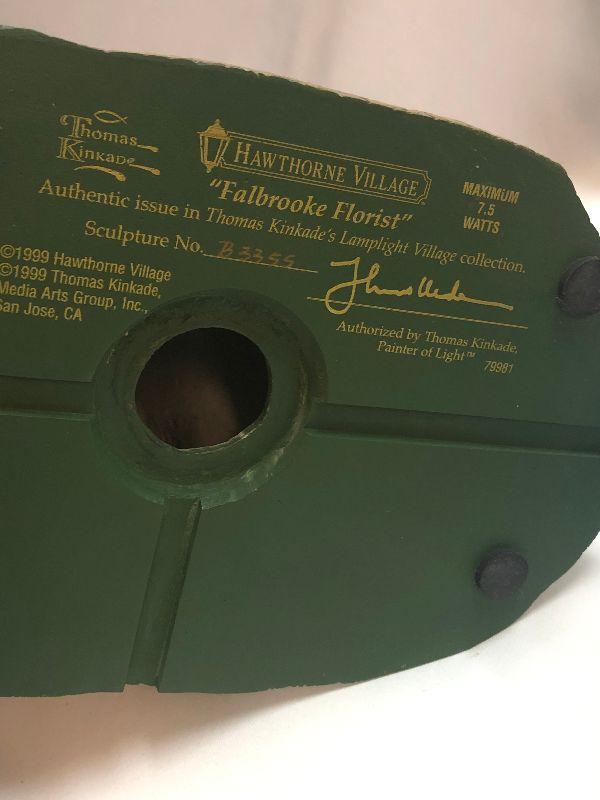 Thomas
Kinkade
HAWTHORNE VILLAGE
MAXIMUM
7.5
WATTS
"Falbrooke Florist"
Authentic issue in Thomas Kinkade's Lamplight Village collection.
Sculpture No. B3355
©1999 Hawthorne Village
©1999 Thomas Kinkade,
Media Arts Group, Inc.,
San Jose, CA
Authorized by Thomas Kinkade,
Painter of Light™ 79981